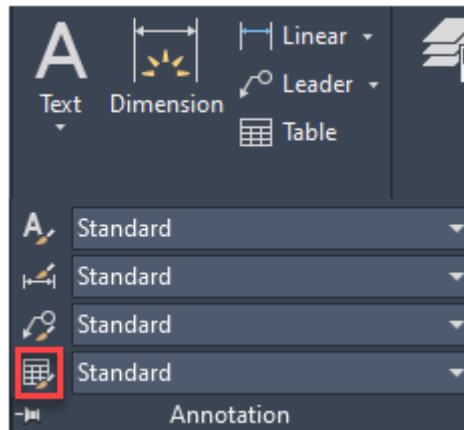 Text
Dimension
Linear
Leader
Table
Standard
Standard
Standard
Standard
Annotation